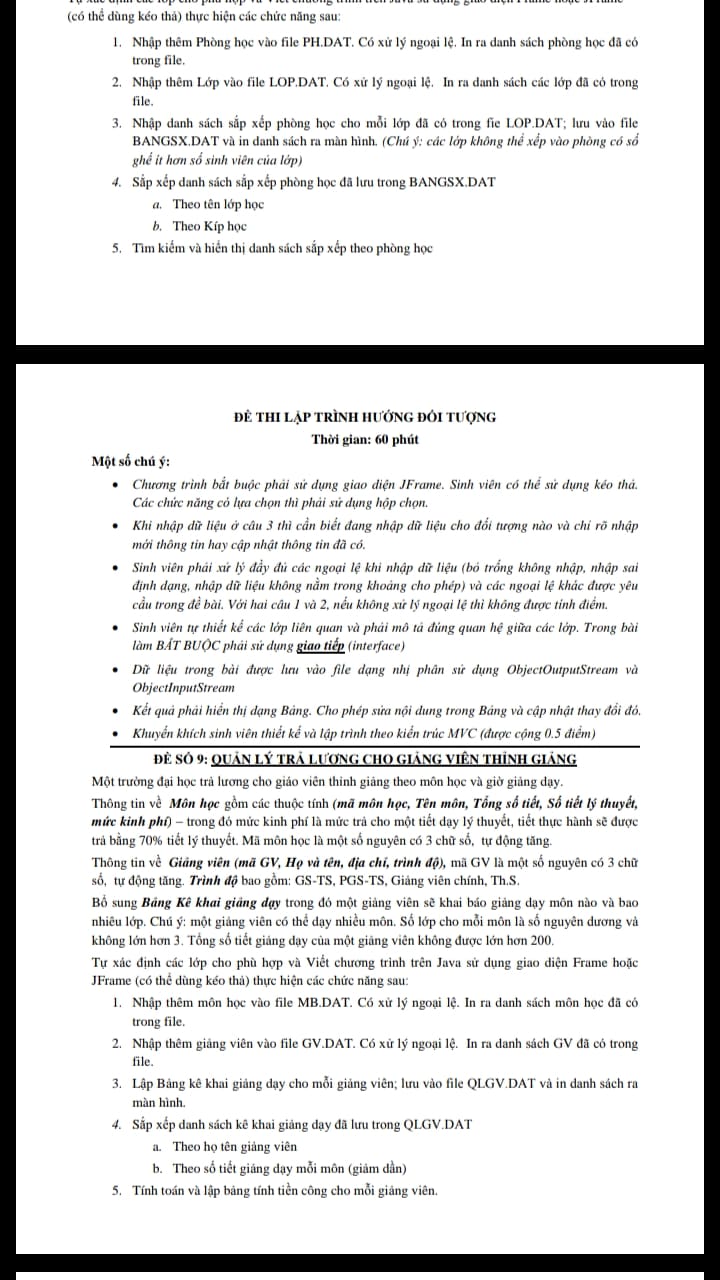 (có thể dùng kéo thả) thực hiện các chức năng sau:
1. Nhập thêm Phòng học vào file PH.DAT. Có xử lý ngoại lệ. In ra danh sách phòng học đã có
trong file.
2. Nhập thêm Lớp vào file LOP.DAT. Có xử lý ngoại lệ. In ra danh sách các lớp đã có trong
file.
3. Nhập danh sách sắp xếp phòng học cho mỗi lớp đã có trong fie LOP.DAT; lưu vào file
BANGSX.DAT và in danh sách ra màn hình. (Chú ý: các lớp không thể xếp vào phòng có số
ghế ít hơn số sinh viên của lớp)
4. Sắp xếp danh sách sắp xếp phòng học đã lưu trong BANGSX.DAT
a. Theo tên lớp học
b. Theo Kíp học
5. Tìm kiếm và hiển thị danh sách sắp xếp theo phòng học
ĐỀ THI LẬP TRÌNH HƯỚNG ĐỐI TƯỢNG
Thời gian: 60 phút
Một số chú ý:
• Chương trình bắt buộc phải sử dụng giao diện JFrame. Sinh viên có thể sử dụng kéo thả.
Các chức năng có lựa chọn thì phải sử dụng hộp chọn.
• Khi nhập dữ liệu ở câu 3 thì cần biết đang nhập dữ liệu cho đối tượng nào và chỉ rõ nhập
mới thông tin hay cập nhật thông tin đã có.
• Sinh viên phải xử lý đầy đủ các ngoại lệ khi nhập dữ liệu (bỏ trống không nhập, nhập sai
định dạng, nhập dữ liệu không nằm trong khoảng cho phép) và các ngoại lệ khác được yêu
cầu trong đề bài. Với hai câu 1 và 2, nếu không xử lý ngoại lệ thì không được tính điểm.
• Sinh viên tự thiết kế các lớp liên quan và phải mô tả đúng quan hệ giữa các lớp. Trong bài
làm BẮT BUỘC phải sử dụng giao tiếp (interface)
• Dữ liệu trong bài được lưu vào file dạng nhị phân sử dụng ObjectOutputStream và
ObjectInputStream
• Kết quả phải hiển thị dạng Bảng. Cho phép sửa nội dung trong Bảng và cập nhật thay đổi đó.
• Khuyến khích sinh viên thiết kế và lập trình theo kiến trúc MVC (được cộng 0.5 điểm)
ĐỀ SỐ 9: QUẢN LÝ TRẢ LƯƠNG CHO GIẢNG VIÊN THỈNH GIẢNG
Một trường đại học trả lương cho giáo viên thỉnh giảng theo môn học và giờ giảng dạy.
Thông tin về Môn học gồm các thuộc tính (mã môn học, Tên môn, Tổng số tiết, Số tiết lý thuyết,
mức kinh phí) – trong đó mức kinh phí là mức trả cho một tiết dạy lý thuyết, tiết thực hành sẽ được
trả bằng 70% tiết lý thuyết. Mã môn học là một số nguyên có 3 chữ số, tự động tăng.
Thông tin về Giảng viên (mã GV, Họ và tên, địa chỉ, trình độ), mã GV là một số nguyên có 3 chữ
số, tự động tăng. Trình độ bao gồm: GS-TS, PGS-TS, Giảng viên chính, Th.S.
Bổ sung Bảng Kê khai giảng dạy trong đó một giảng viên sẽ khai báo giảng dạy môn nào và bao
nhiêu lớp. Chú ý: một giảng viên có thể dạy nhiều môn. Số lớp cho mỗi môn là số nguyên dương và
không lớn hơn 3. Tổng số tiết giảng dạy của một giảng viên không được lớn hơn 200.
Tự xác định các lớp cho phù hợp và Viết chương trình trên Java sử dụng giao diện Frame hoặc
JFrame (có thể dùng kéo thả) thực hiện các chức năng sau:
1. Nhập thêm môn học vào file MB.DAT. Có xử lý ngoại lệ. In ra danh sách môn học đã có
trong file.
2. Nhập thêm giảng viên vào file GV.DAT. Có xử lý ngoại lệ. In ra danh sách GV đã có trong
file.
3. Lập Bảng kê khai giảng dạy cho mỗi giảng viên; lưu vào file QLGV.DAT và in danh sách ra
màn hình.
4. Sắp xếp danh sách kê khai giảng dạy đã lưu trong QLGV.DAT
a. Theo họ tên giảng viên
b. Theo số tiết giảng dạy mỗi môn (giảm dần)
5. Tính toán và lập bảng tính tiền công cho mỗi giảng viên.